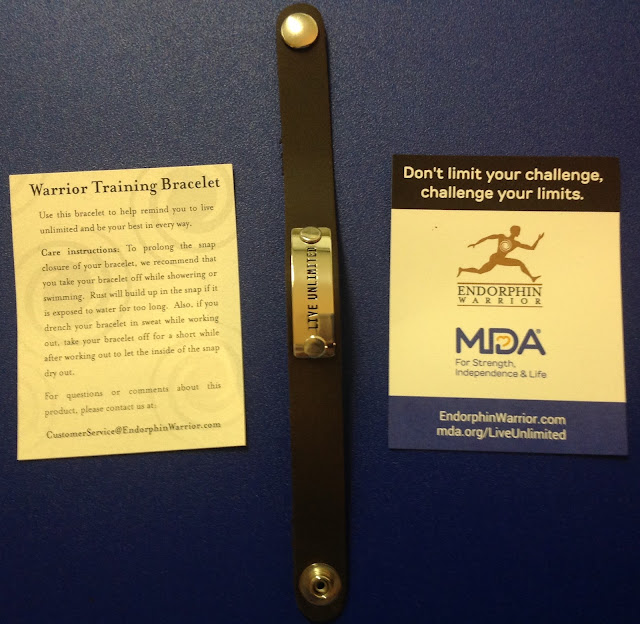 Warrior Training Bracelet
Use this bracelet to help remind you to live
unlimited and be your best in every way.
Care instructions: To prolong the snap
closure of your bracelet, we recommend that
you take your bracelet off while showering or
swimming. Rust will build up in the snap if it
is exposed to water for too long. Also, if you
drench your bracelet in sweat while working
out, take your bracelet off for a short while
after working out to let the inside of the snap
dry out.
For questions or comments about this
product, please contact us at:
CustomerService@EndorphinWarrior.com
LIVE UNLIMITED
Don't limit your challenge,
challenge your limits.
ENDORPHIN
WARRIOR
MDA®
For Strength,
Independence & Life
EndorphinWarrior.com
mda.org/LiveUnlimited